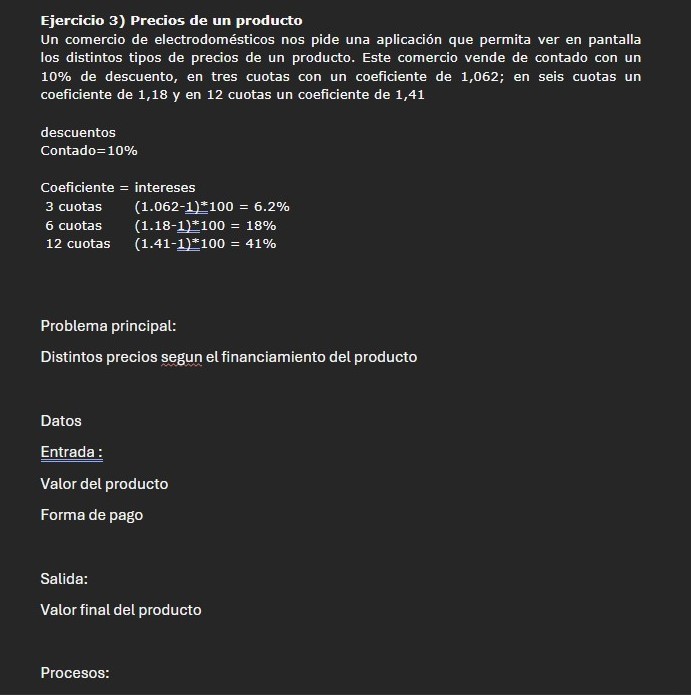 Ejercicio 3) Precios de un producto
Un comercio de electrodomésticos nos pide una aplicación que permita ver en pantalla
los distintos tipos de precios de un producto. Este comercio vende de contado con un
10% de descuento, en tres cuotas con un coeficiente de 1,062; en seis cuotas un
coeficiente de 1,18 y en 12 cuotas un coeficiente de 1,41
descuentos
Contado=10%
Coeficiente = intereses
3 cuotas (1.062-1)*100 = 6.2%
6 cuotas (1.18-1)*100 = 18%
12 cuotas (1.41-1)*100 = 41%
Problema principal:
Distintos precios segun el financiamiento del producto
Datos
Entrada :
Valor del producto
Forma de pago
Salida:
Valor final del producto
Procesos: